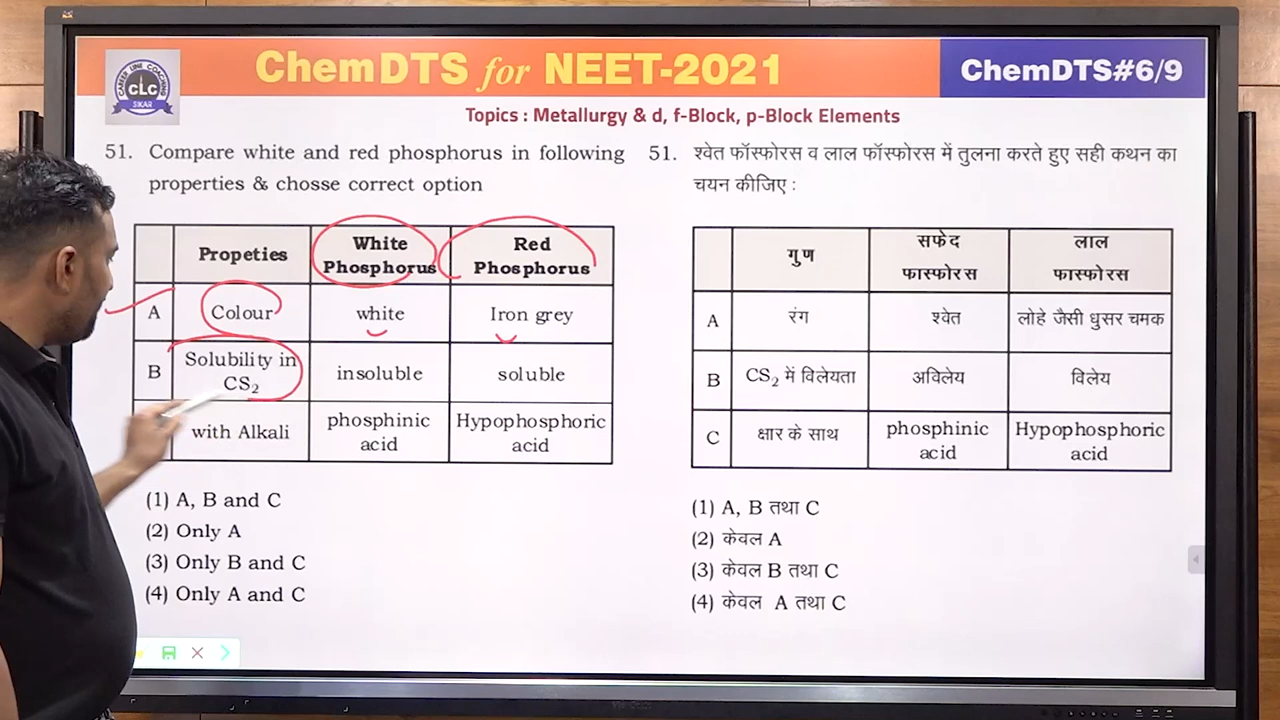 ChemDTS for NEET-2021
ChemDTS#6/9
CAREER LINE COACHING
CLC
SIKAR
Topics : Metallurgy & d, f-Block, p-Block Elements
51. Compare white and red phosphorus in following
properties & chosse correct option
Propeties
White
Phosphorus
Red
Phosphorus
A
Colour
white
Iron grey
B
Solubility in
CS₂
insoluble
soluble
with Alkali
phosphinic
acid
Hypophosphoric
acid
(1) A, B and C
(2) Only A
(3) Only B and C
(4) Only A and C
51. श्वेत फॉस्फोरस व लाल फॉस्फोरस में तुलना करते हुए सही कथन का
चयन कीजिए :
गुण
सफेद
फास्फोरस
लाल
फास्फोरस
A
रंग
श्वेत
लोहे जैसी धुसर चमक
B
CS₂ में विलेयता
अविलेय
विलेय
C
क्षार के साथ
phosphinic
acid
Hypophosphoric
acid
(1) A, B तथा C
(2) केवल A
(3) केवल B तथा C
(4) केवल A तथा C